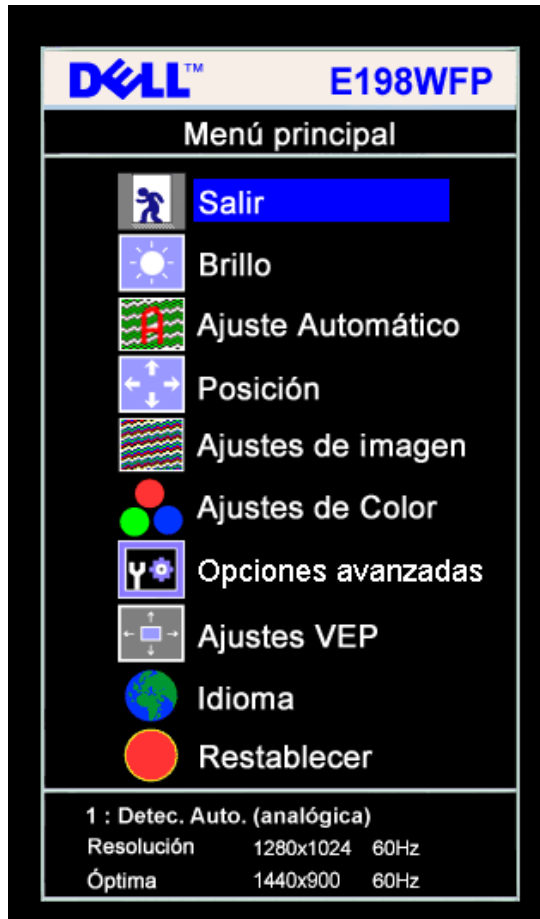 DELL™ E198WFP
Menú principal
Salir
Brillo
Ajuste Automático
Posición
Ajustes de imagen
Ajustes de Color
Opciones avanzadas
Ajustes VEP
Idioma
Restablecer
1 : Detec. Auto. (analógica)
Resolución 1280x1024 60Hz
Óptima 1440x900 60Hz